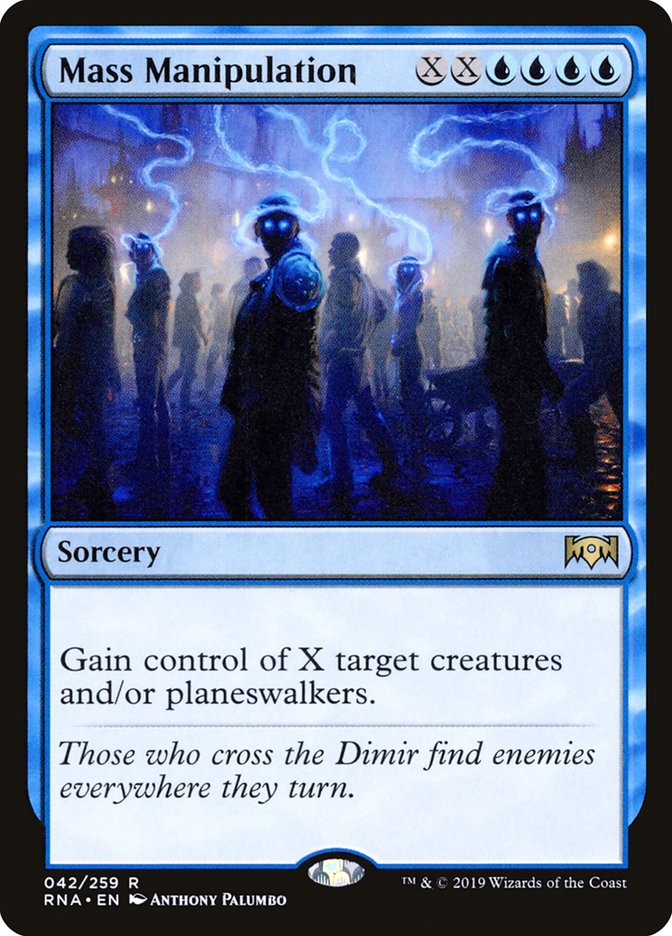 Mass Manipulation XX
Sorcery
Gain control of X target creatures
and/or planeswalkers.
Those who cross the Dimir find enemies
everywhere they turn.
042/259 R
RNA • EN Anthony Palumbo
™ & © 2019 Wizards of the Coast